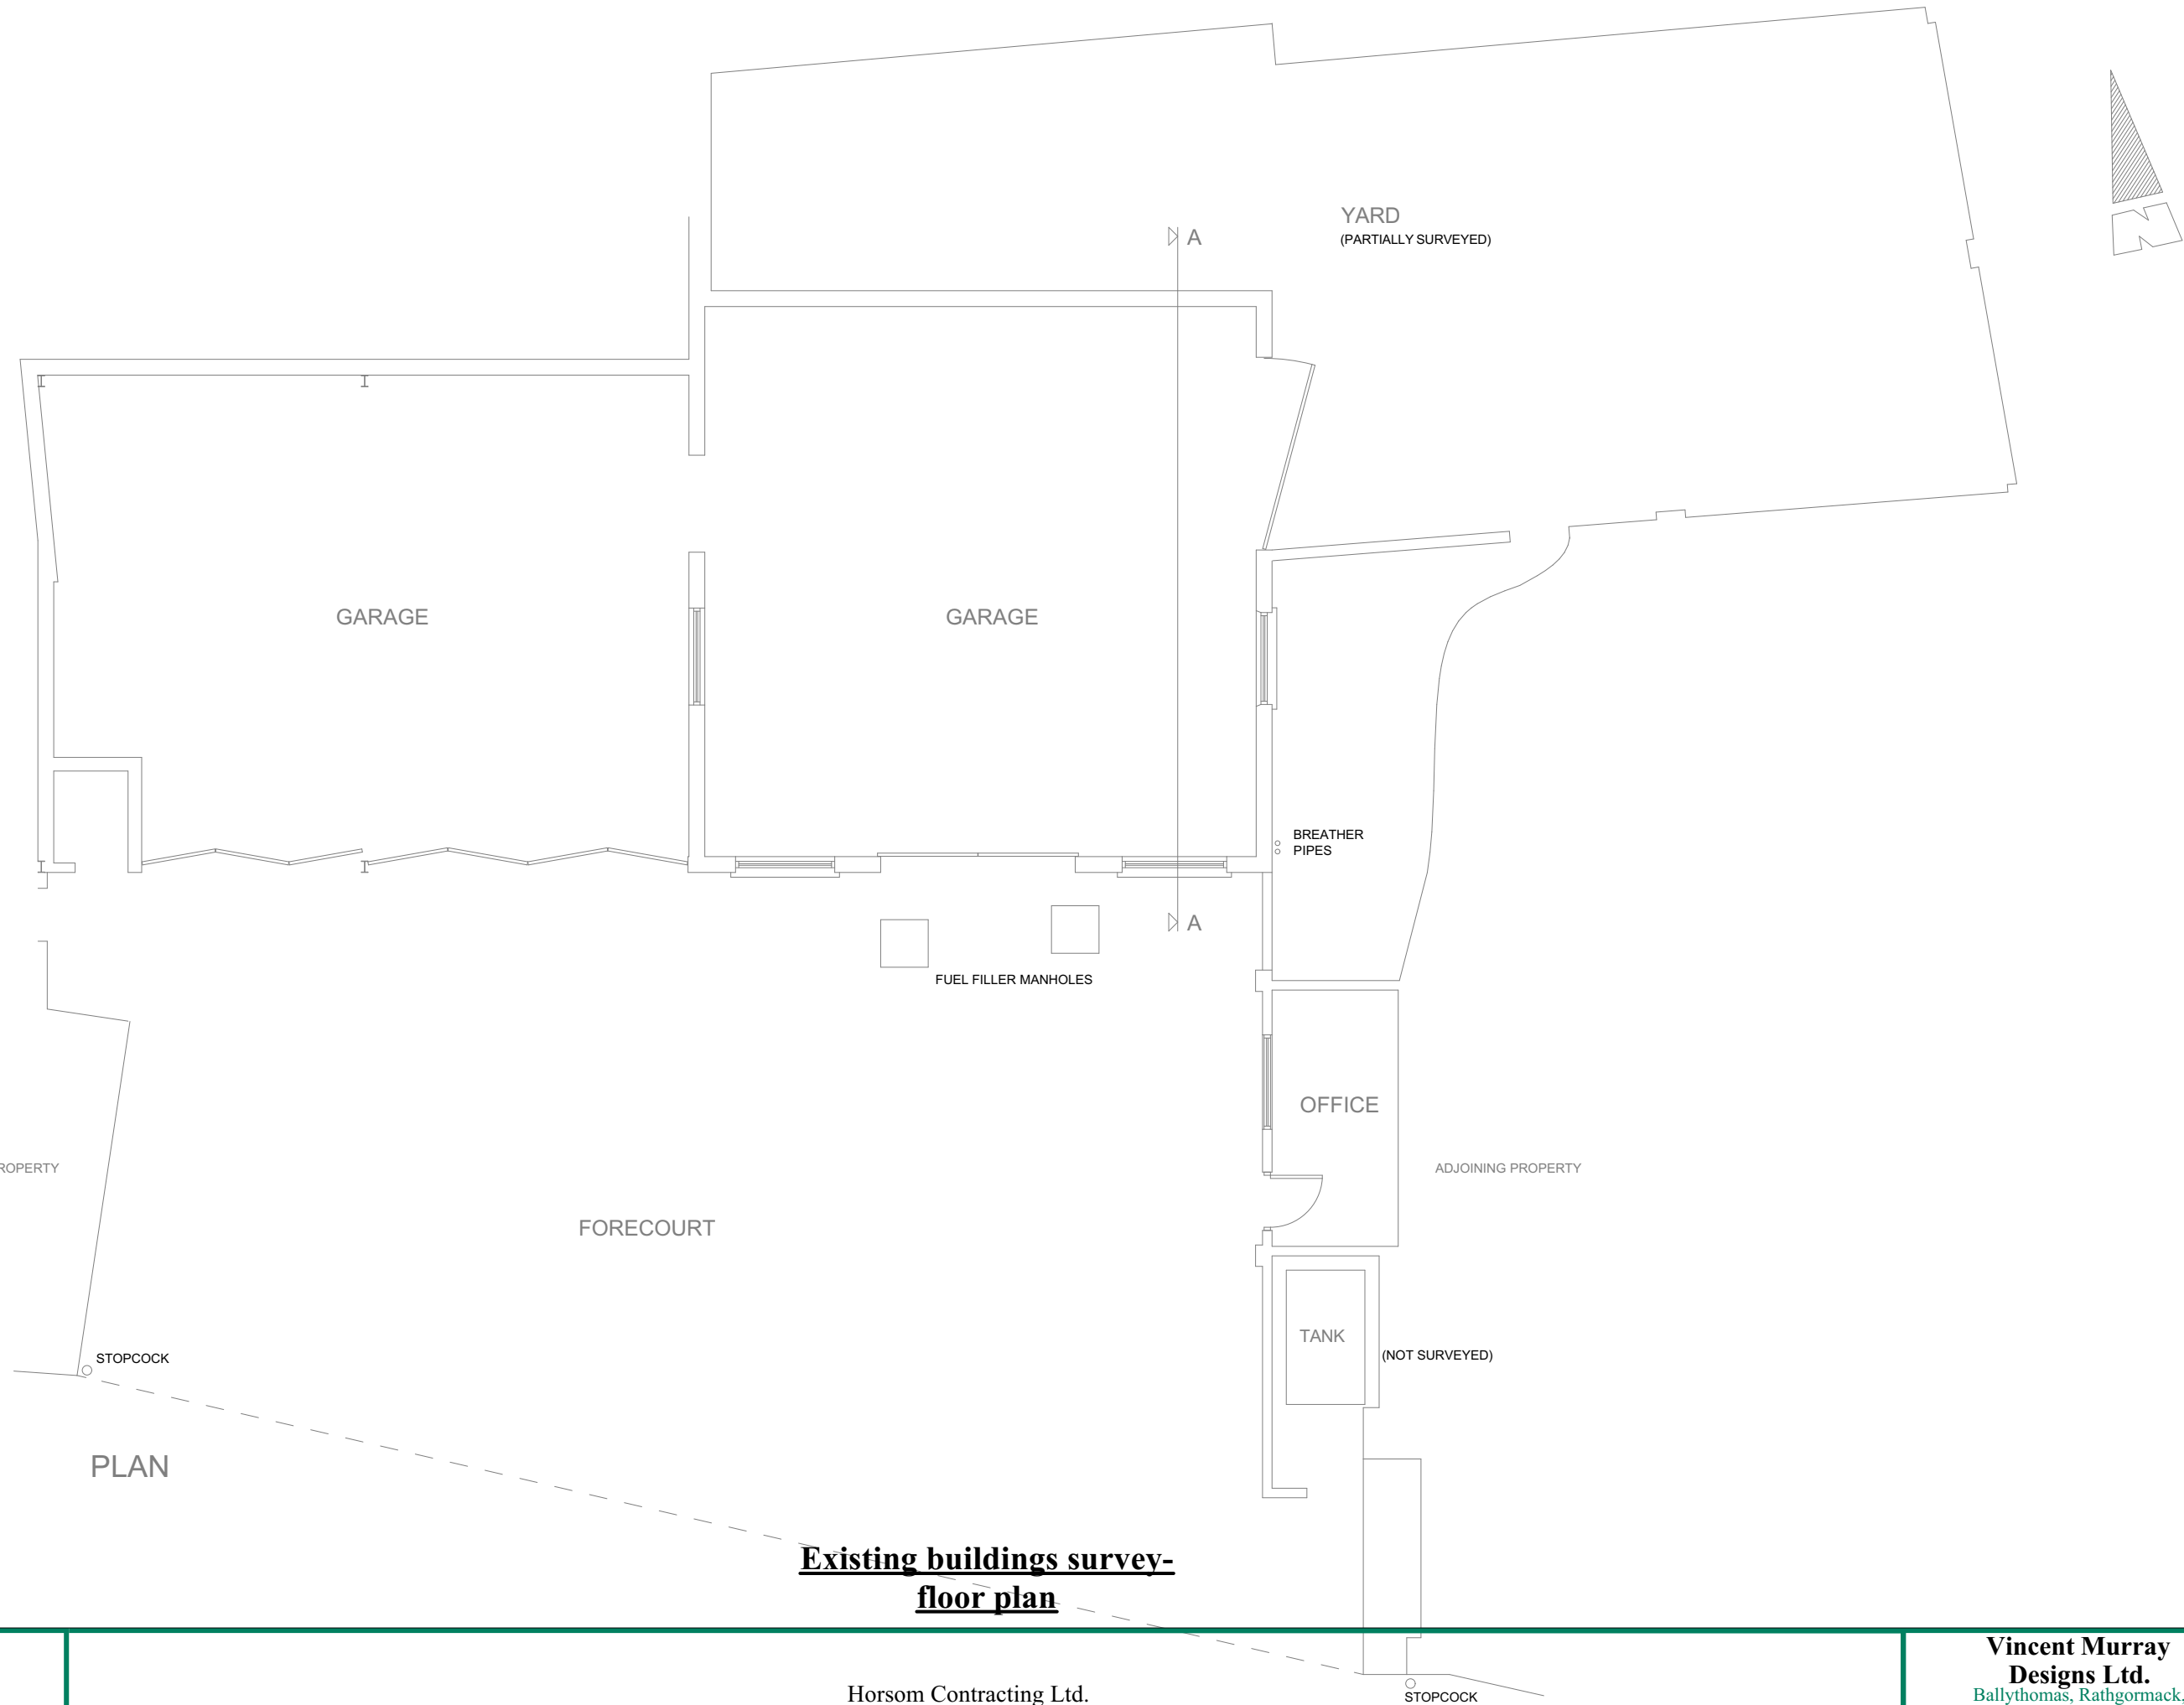 YARD
(PARTIALLY SURVEYED)
N
A
GARAGE
GARAGE
BREATHER
PIPES
A
FUEL FILLER MANHOLES
OFFICE
ROPERTY
ADJOINING PROPERTY
FORECOURT
TANK
(NOT SURVEYED)
STOPCOCK
PLAN
Existing buildings survey-
floor plan
Vincent Murray
Designs Ltd.
Ballythomas, Rathgormack,
Horsom Contracting Ltd.
STOPCOCK